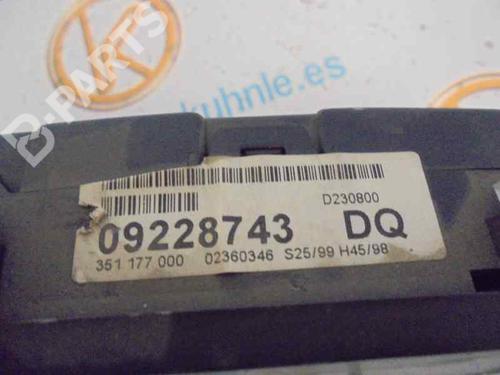 kuhnle.es
B-PARTS
D230800
09228743 DQ
351 177 000 02360346 S25/99 H45/98